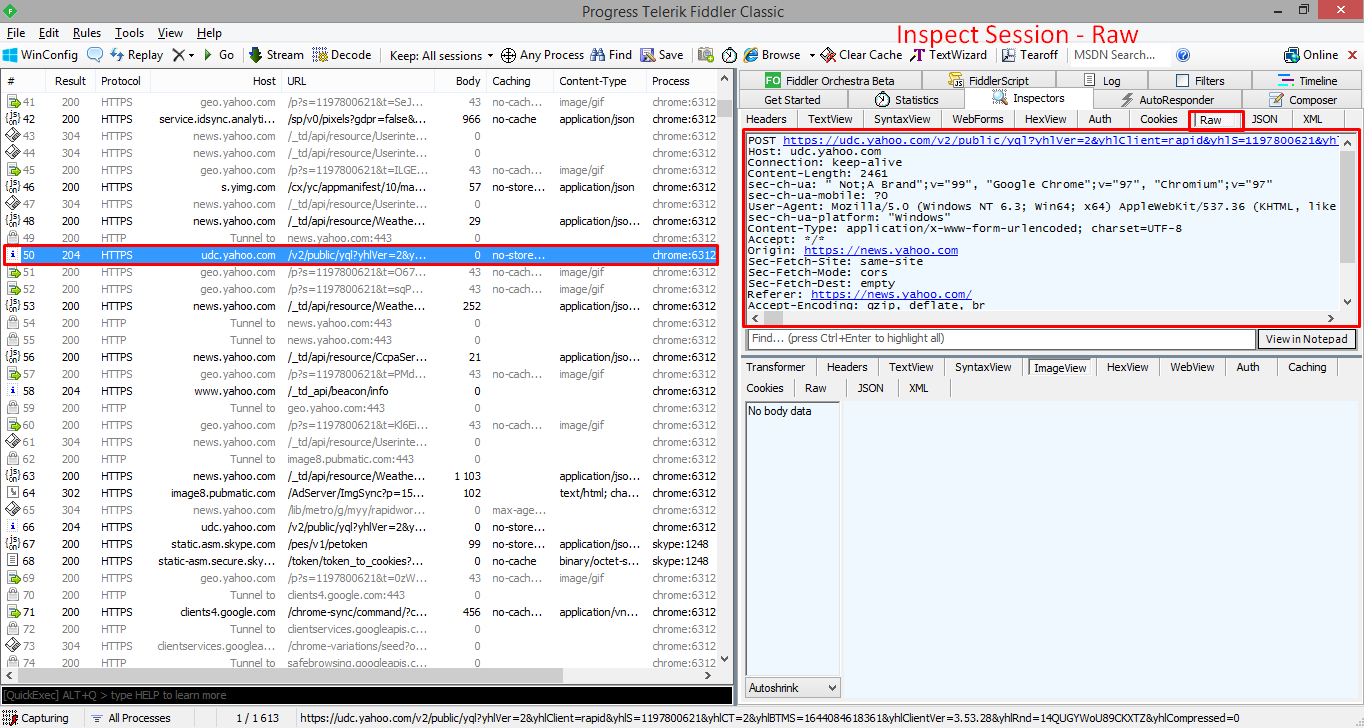 Progress Telerik Fiddler Classic
File Edit Rules Tools View Help
Inspect Session - Raw
WinConfig Replay Go Stream Decode Keep: All sessions Any Process Find Save Browse Clear Cache TextWizard Tearoff MSDN Search... Online
# Result Protocol Host URL Body Caching Content-Type Process
41 200 HTTPS geo.yahoo.com /p?s=1197800621&t=SeJ... 43 no-cach... image/gif chrome:6312
42 200 HTTPS service.idsync.analyti... /sp/v0/pixels?gdpr=false&... 966 no-cache application/json chrome:6312
43 304 HTTPS news.yahoo.com /_td/api/resource/Userinte... 0 chrome:6312
44 304 HTTPS news.yahoo.com /_td/api/resource/Userinte... 0 chrome:6312
45 200 HTTPS geo.yahoo.com /p?s=1197800621&t=ILGE... 43 no-cach... image/gif chrome:6312
46 200 HTTPS s.yimg.com /cx/yc/appmanifest/10/ma... 57 no-store... application/json chrome:6312
47 304 HTTPS news.yahoo.com /_td/api/resource/Userinte... 0 chrome:6312
48 200 HTTPS news.yahoo.com /_td/api/resource/Weathe... 29 application/jso... chrome:6312
49 200 HTTP Tunnel to news.yahoo.com:443 0 chrome:6312
50 204 HTTPS udc.yahoo.com /v2/public/yql?yhlVer=2&y... 0 no-store... chrome:6312
51 200 HTTPS geo.yahoo.com /p?s=1197800621&t=O67... 43 no-cach... image/gif chrome:6312
52 200 HTTPS geo.yahoo.com /p?s=1197800621&t=sqP... 43 no-cach... image/gif chrome:6312
53 200 HTTPS news.yahoo.com /_td/api/resource/Weathe... 252 application/jso... chrome:6312
54 200 HTTP Tunnel to news.yahoo.com:443 0 chrome:6312
55 200 HTTP Tunnel to news.yahoo.com:443 0 chrome:6312
56 200 HTTPS news.yahoo.com /_td/api/resource/CcpaSer... 21 application/jso... chrome:6312
57 200 HTTPS geo.yahoo.com /p?s=1197800621&t=PMd... 43 no-cach... image/gif chrome:6312
58 204 HTTPS www.yahoo.com /_td_api/beacon/info 0 chrome:6312
59 200 HTTP Tunnel to geo.yahoo.com:443 0 chrome:6312
60 200 HTTPS geo.yahoo.com /p?s=1197800621&t=Kl6Ei... 43 no-cach... image/gif chrome:6312
61 304 HTTPS news.yahoo.com /_td/api/resource/Userinte... 0 chrome:6312
62 200 HTTP Tunnel to image8.pubmatic.com:443 0 chrome:6312
63 200 HTTPS news.yahoo.com /_td/api/resource/Weathe... 1 103 application/jso... chrome:6312
64 302 HTTPS image8.pubmatic.com /AdServer/ImgSync?p=15... 102 text/html; cha... chrome:6312
65 304 HTTPS news.yahoo.com /lib/metro/g/myy/rapidwor... 0 max-age... chrome:6312
66 204 HTTPS udc.yahoo.com /v2/public/yql?yhlVer=2&y... 0 no-store... chrome:6312
67 200 HTTPS static.asm.skype.com /pes/v1/petoken 99 no-store... application/jso... skype:1248
68 200 HTTPS static-asm.secure.sky... /token/token_to_cookies?... 0 no-cache binary/octet-s... skype:1248
69 200 HTTPS geo.yahoo.com /p?s=1197800621&t=0zW... 43 no-cach... image/gif chrome:6312
70 200 HTTP Tunnel to clients4.google.com:443 0 chrome:6312
71 200 HTTPS clients4.google.com /chrome-sync/command/?c... 456 no-cach... application/vn... chrome:6312
72 200 HTTP Tunnel to clientservices.googleapis.c... 0 chrome:6312
73 304 HTTPS clientservices.googlea... /chrome-variations/seed?o... 0 chrome:6312
74 200 HTTP Tunnel to safebrowsing.googleapis.c... 0 chrome:6312
[QuickExec] ALT+Q > type HELP to learn more
FO Fiddler Orchestra Beta FiddlerScript Log Filters Timeline
Get Started Statistics Inspectors AutoResponder Composer
Headers TextView SyntaxView WebForms HexView Auth Cookies Raw JSON XML
POST https://udc.yahoo.com/v2/public/yql?yhlVer=2&yhlClient=rapid&yhlS=1197800621&yhl
Host: udc.yahoo.com
Connection: keep-alive
Content-Length: 2461
sec-ch-ua: " Not;A Brand";v="99", "Google Chrome";v="97", "Chromium";v="97"
sec-ch-ua-mobile: ?0
User-Agent: Mozilla/5.0 (Windows NT 6.3; Win64; x64) AppleWebKit/537.36 (KHTML, like
sec-ch-ua-platform: "Windows"
Content-Type: application/x-www-form-urlencoded; charset=UTF-8
Accept: */*
Origin: https://news.yahoo.com
Sec-Fetch-Site: same-site
Sec-Fetch-Mode: cors
Sec-Fetch-Dest: empty
Referer: https://news.yahoo.com/
Accept-Encoding: gzip, deflate, br
Find... (press Ctrl+Enter to highlight all) View in Notepad
Transformer Headers TextView SyntaxView ImageView HexView WebView Auth Caching
Cookies Raw JSON XML
No body data
Autoshrink
Capturing All Processes 1 / 1 613 https://udc.yahoo.com/v2/public/yql?yhlVer=2&yhlClient=rapid&yhlS=1197800621&yhlCT=2&yhlBTMS=1644084618361&yhlClientVer=3.53.28&yhlRnd=14QUGYWoU89CKXTZ&yhlCompressed=0